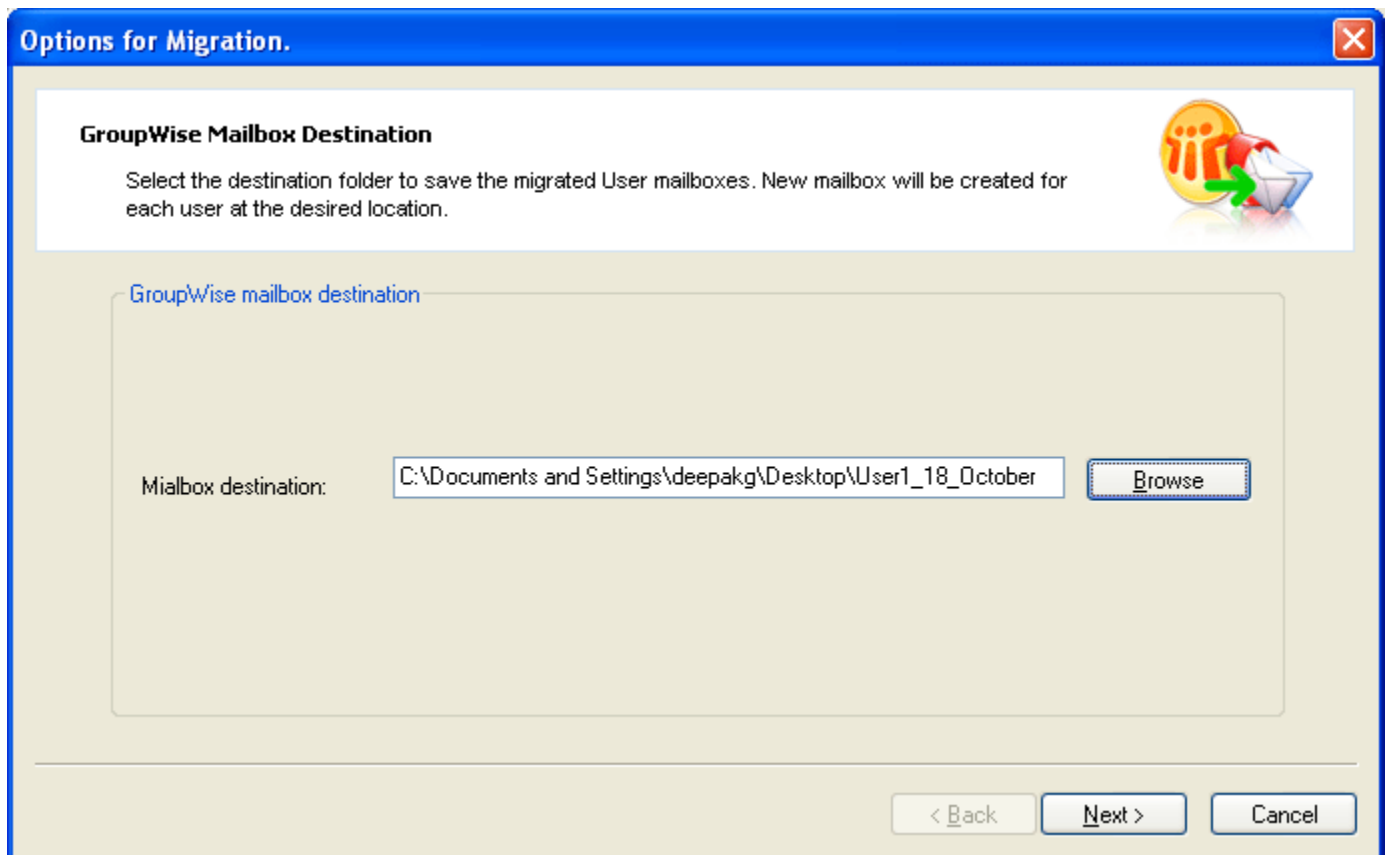 Options for Migration.
GroupWise Mailbox Destination
Select the destination folder to save the migrated User mailboxes. New mailbox will be created for
each user at the desired location.
GroupWise mailbox destination
Mialbox destination:
C:\Documents and Settings\deepakg\Desktop\User1_18_October
Browse
< Back
Next >
Cancel